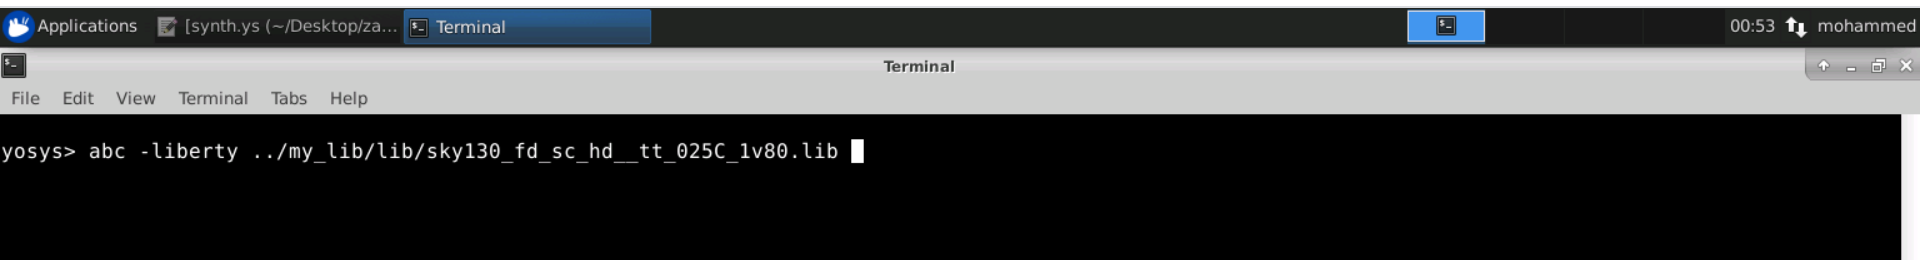 Applications [synth.ys (~/Desktop/za... Terminal 00:53 mohammed
Terminal
File Edit View Terminal Tabs Help
yosys> abc -liberty ../my_lib/lib/sky130_fd_sc_hd__tt_025C_1v80.lib